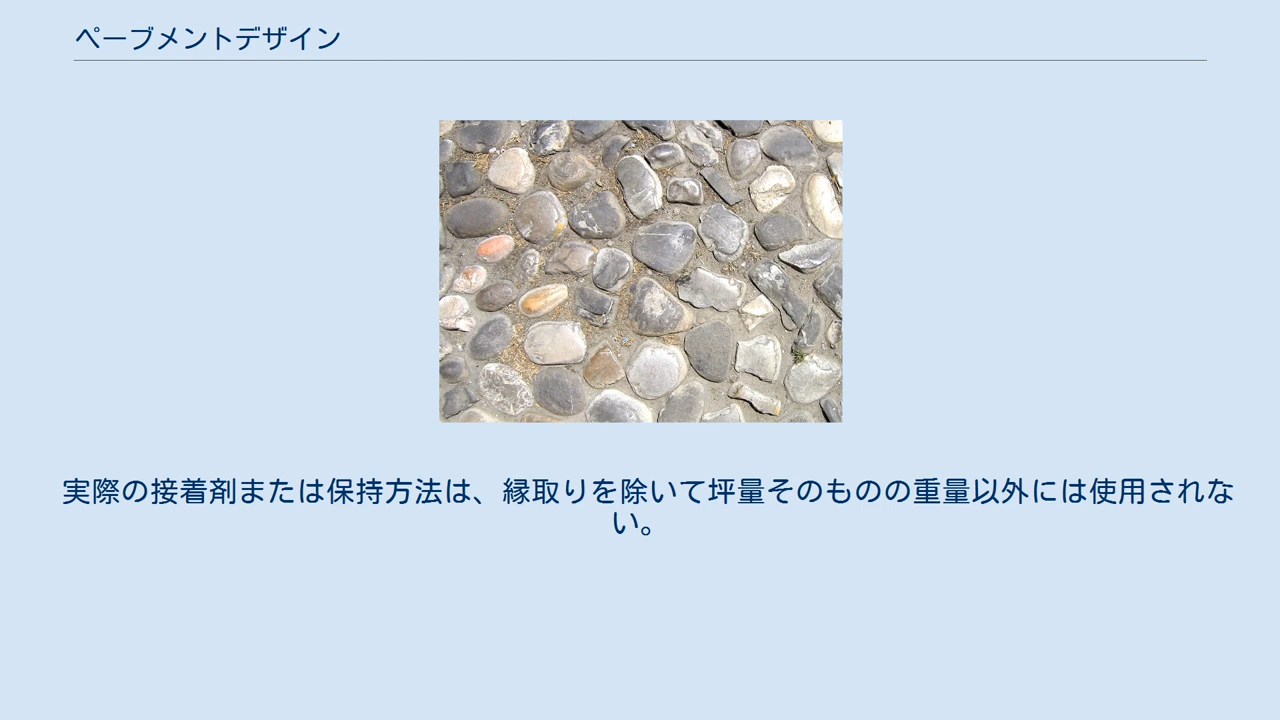 ペーブメントデザイン
実際の接着剤または保持方法は、縁取りを除いて坪量そのものの重量以外には使用されな
い。